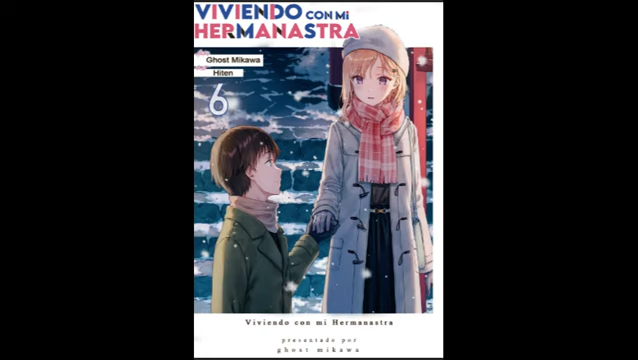 VIVIENDO CON MI
HERMANASTRA
Ghost Mikawa
Hiten
6
Viviendo con mi Hermanastra
presentado por
ghost mikawa